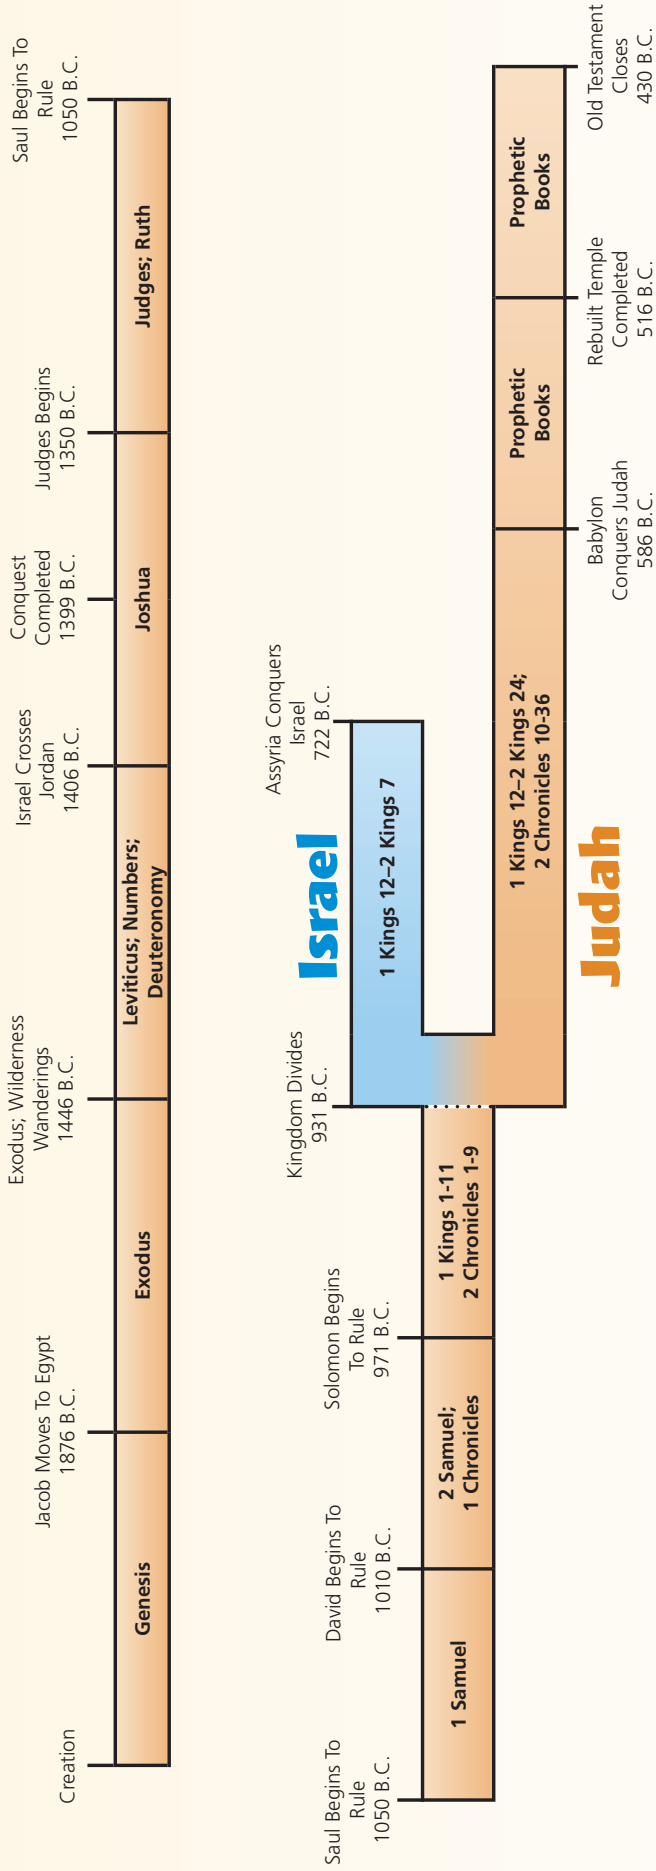 Creation
Jacob Moves To Egypt
1876 B.C.
Exodus; Wilderness
Wanderings
1446 B.C.
Israel Crosses
Jordan
1406 B.C.
Conquest
Completed
1399 B.C.
Judges Begins
1350 B.C.
Saul Begins To
Rule
1050 B.C.
Genesis
Exodus
Leviticus; Numbers;
Deuteronomy
Joshua
Judges; Ruth
Saul Begins To
Rule
1050 B.C.
David Begins To
Rule
1010 B.C.
Solomon Begins
To Rule
971 B.C.
Kingdom Divides
931 B.C.
Israel
Assyria Conquers
Israel
722 B.C.
1 Kings 12–2 Kings 7
1 Samuel
2 Samuel;
1 Chronicles
1 Kings 1-11
2 Chronicles 1-9
1 Kings 12–2 Kings 24;
2 Chronicles 10-36
Prophetic
Books
Prophetic
Books
Judah
Babylon
Conquers Judah
586 B.C.
Rebuilt Temple
Completed
516 B.C.
Old Testament
Closes
430 B.C.